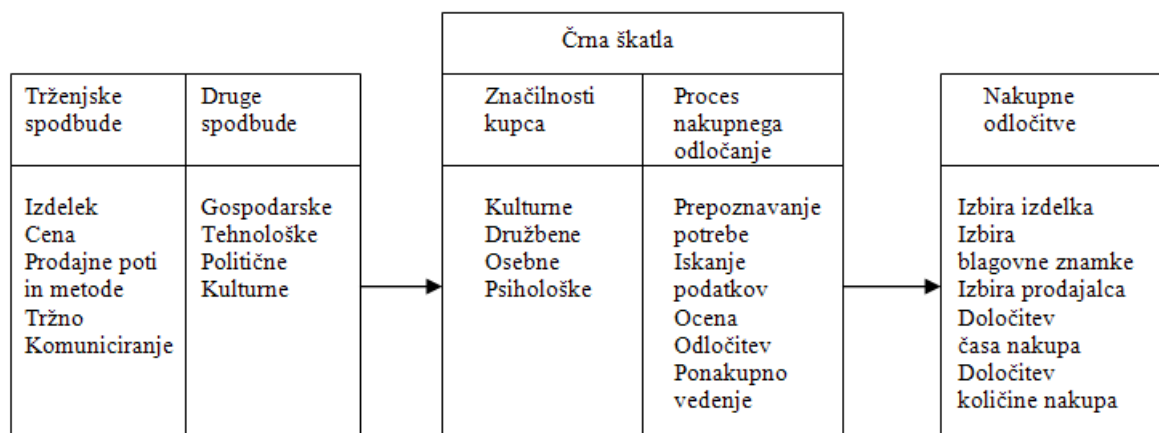 Črna škatla
Trženjske
spodbude
Druge
spodbude
Značilnosti
kupca
Proces
nakupnega
odločanje
Nakupne
odločitve
Izdelek
Cena
Prodajne poti
in metode
Tržno
Komuniciranje
Gospodarske
Tehnološke
Politične
Kulturne
Kulturne
Družbene
Osebne
Psihološke
Prepoznavanje
potrebe
Iskanje
podatkov
Ocena
Odločitev
Ponakupno
vedenje
Izbira izdelka
Izbira
blagovne znamke
Izbira prodajalca
Določitev
časa nakupa
Določitev
količine nakupa